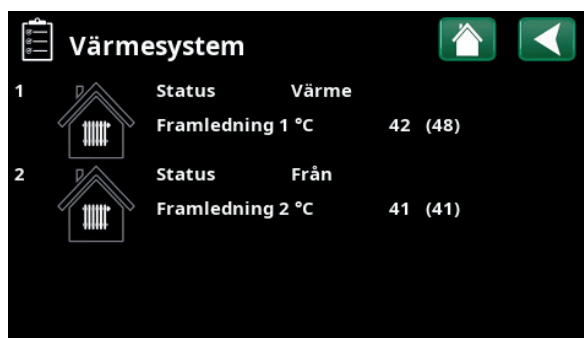 Värmesystem
1 Status Värme
Framledning 1 °C 42 (48)
2 Status Från
Framledning 2 °C 41 (41)